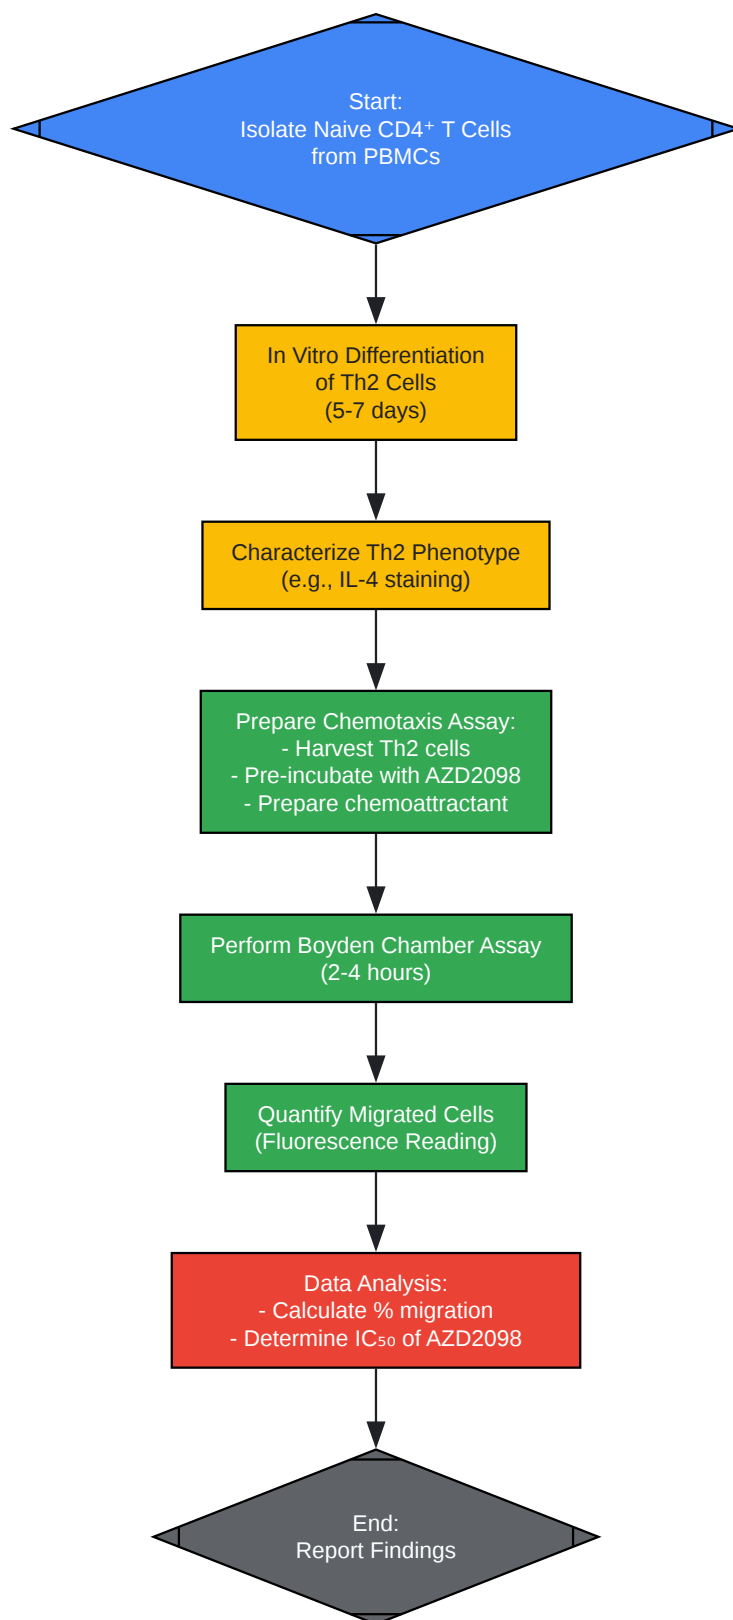 Start:
Isolate Naive CD4⁺ T Cells
from PBMCs
In Vitro Differentiation
of Th2 Cells
(5-7 days)
Characterize Th2 Phenotype
(e.g., IL-4 staining)
Prepare Chemotaxis Assay:
- Harvest Th2 cells
- Pre-incubate with AZD2098
- Prepare chemoattractant
Perform Boyden Chamber Assay
(2-4 hours)
Quantify Migrated Cells
(Fluorescence Reading)
Data Analysis:
- Calculate % migration
- Determine IC₅₀ of AZD2098
End:
Report Findings